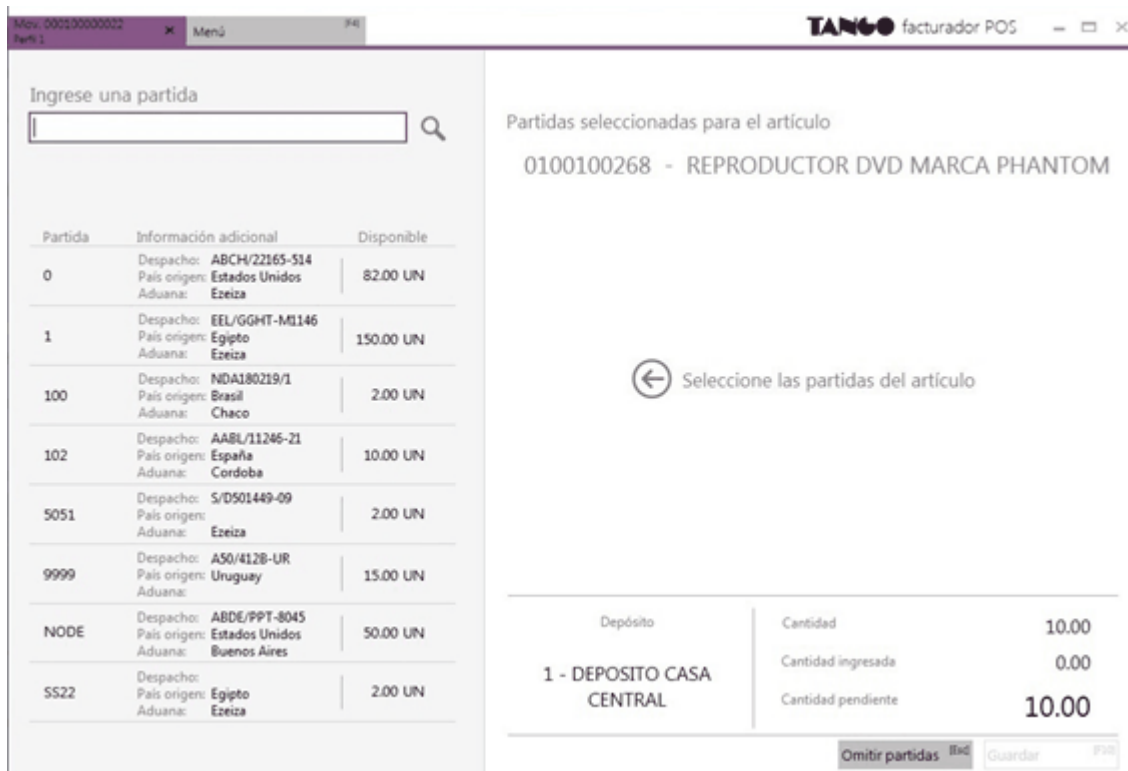 Mov. 000100000022
Perfil 1
Menú [F4]
TANGO facturador POS
Ingrese una partida
Partidas seleccionadas para el artículo
0100100268 - REPRODUCTOR DVD MARCA PHANTOM
Partida Información adicional Disponible
Despacho: ABCH/22165-514
0 País origen: Estados Unidos 82.00 UN
Aduana: Ezeiza
Despacho: EEL/GGHT-M1146
1 País origen: Egipto 150.00 UN
Aduana: Ezeiza
Despacho: NDA180219/1
100 País origen: Brasil 2.00 UN
Aduana: Chaco
Despacho: AABL/11246-21
102 País origen: España 10.00 UN
Aduana: Cordoba
Despacho: S/D501449-09
5051 País origen: 2.00 UN
Aduana: Ezeiza
Despacho: A50/412B-UR
9999 País origen: Uruguay 15.00 UN
Aduana:
Despacho: ABDE/PPT-8045
NODE País origen: Estados Unidos 50.00 UN
Aduana: Buenos Aires
Despacho:
SS22 País origen: Egipto 2.00 UN
Aduana: Ezeiza
Seleccione las partidas del artículo
Depósito
1 - DEPOSITO CASA
CENTRAL
Cantidad 10.00
Cantidad ingresada 0.00
Cantidad pendiente 10.00
Omitir partidas [Esc]
Guardar [F10]